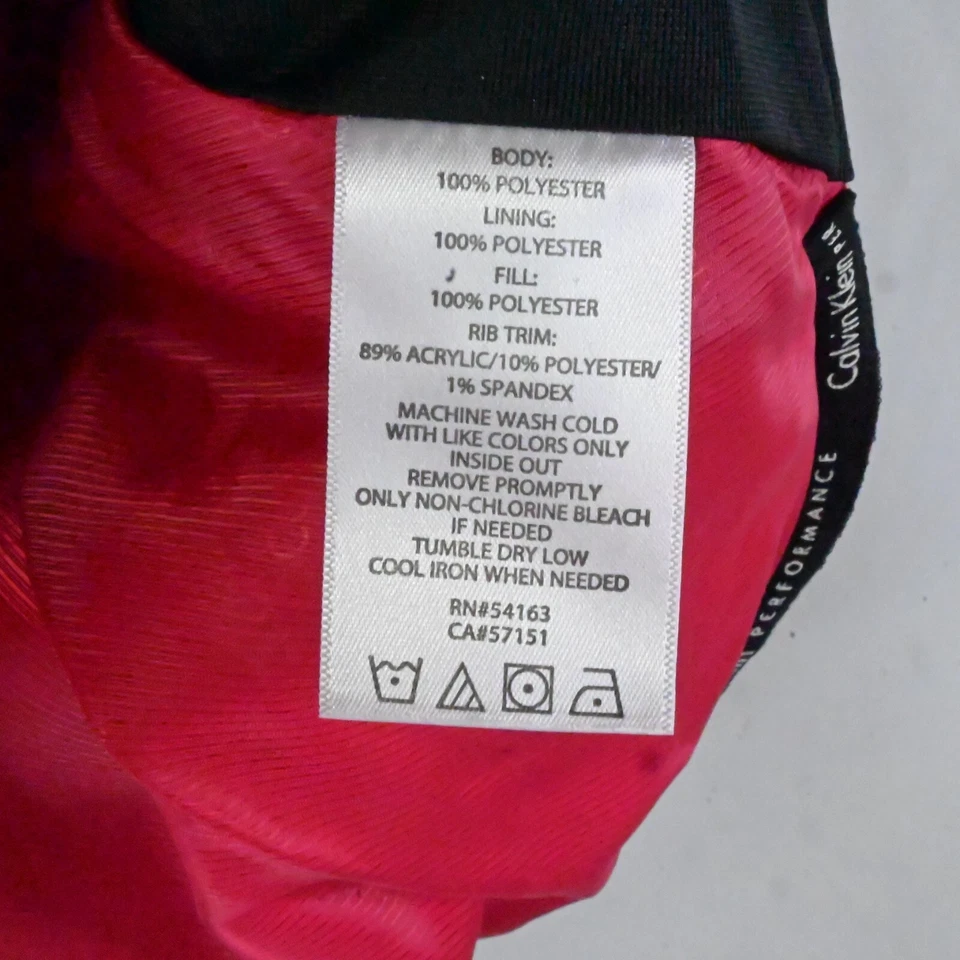 BODY:
100% POLYESTER
LINING:
100% POLYESTER
FILL:
100% POLYESTER
RIB TRIM:
89% ACRYLIC/10% POLYESTER/
1% SPANDEX
MACHINE WASH COLD
WITH LIKE COLORS ONLY
INSIDE OUT
REMOVE PROMPTLY
ONLY NON-CHLORINE BLEACH
IF NEEDED
TUMBLE DRY LOW
COOL IRON WHEN NEEDED
RN#54163
CA#57151
Calvin Klein PER
PERFORMANCE